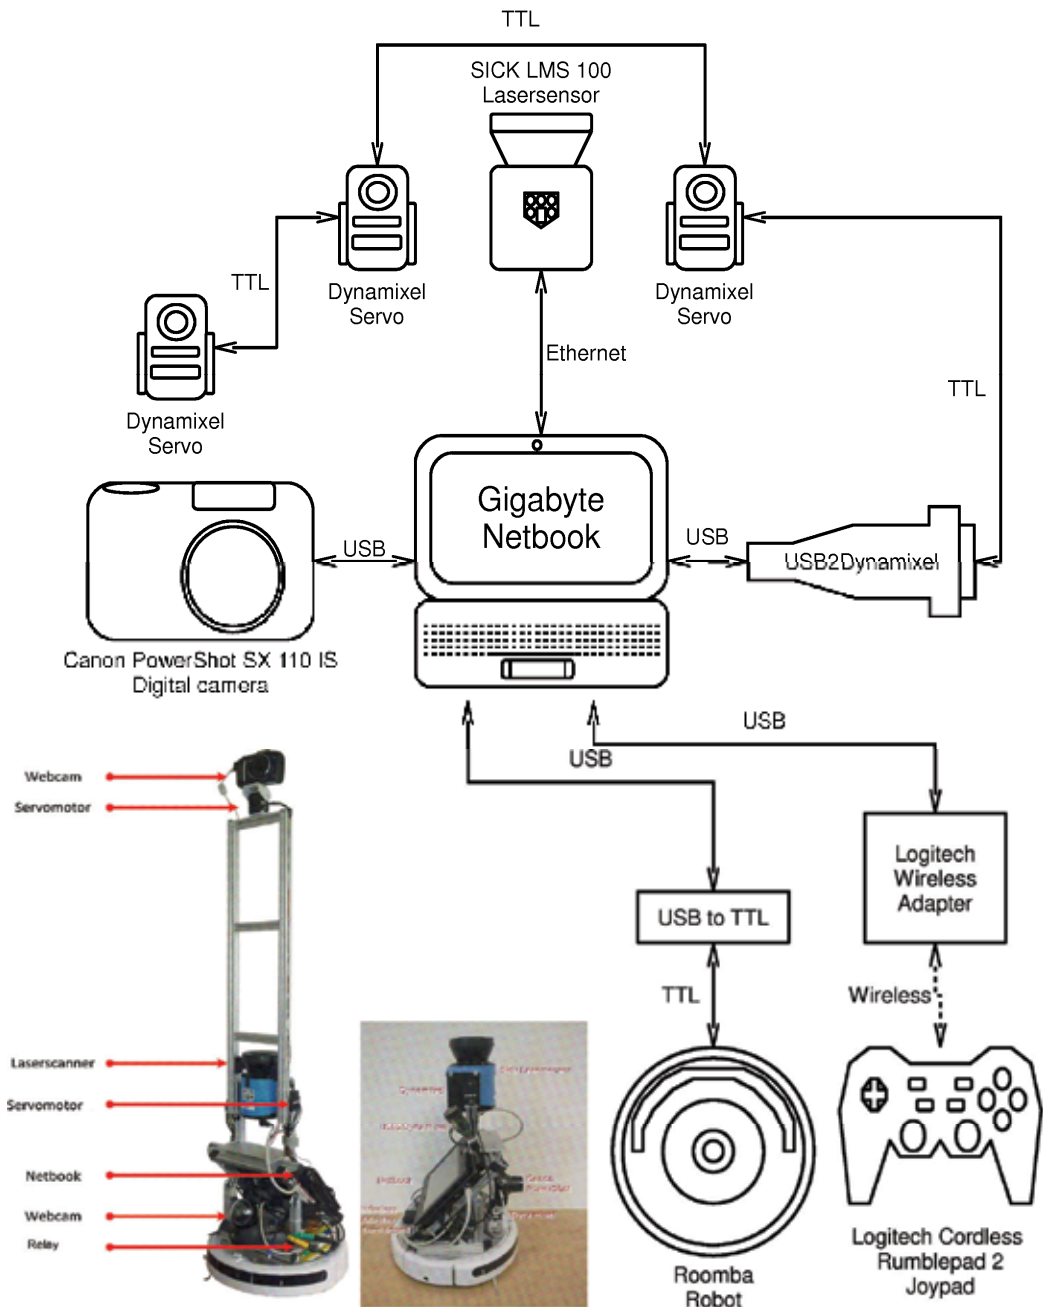 TTL
SICK LMS 100
Lasersensor
Dynamixel
Servo
Dynamixel
Servo
TTL
Ethernet
TTL
Dynamixel
Servo
Gigabyte
Netbook
USB
USB
USB2Dynamixel
Canon PowerShot SX 110 IS
Digital camera
USB
USB
Webcam
Servomotor
Logitech
Wireless
Adapter
USB to TTL
TTL
Wireless
Laserscanner
Servomotor
Netbook
Webcam
Relay
Roomba
Robot
Logitech Cordless
Rumblepad 2
Joypad